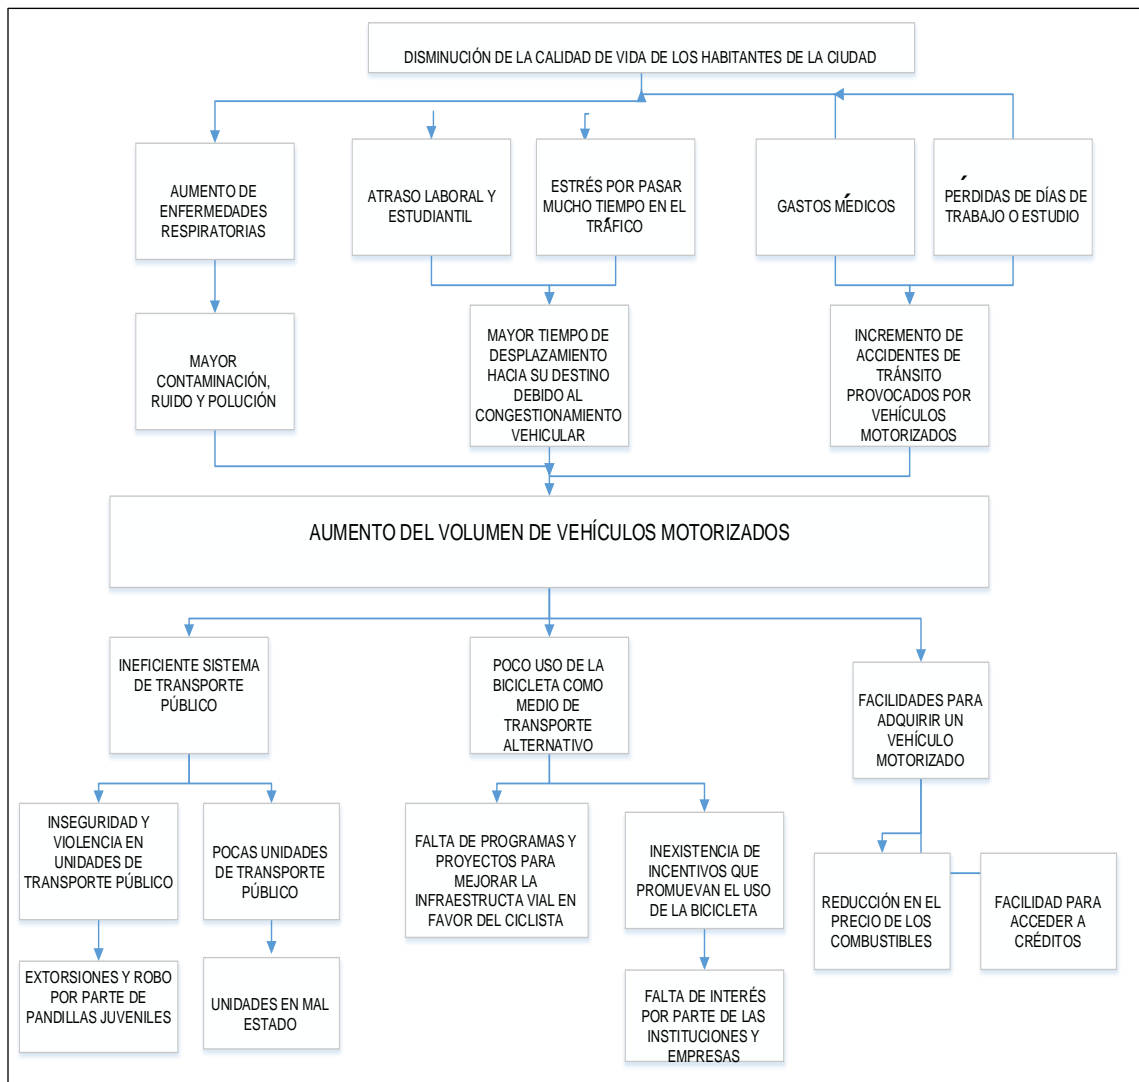 DISMINUCIÓN DE LA CALIDAD DE VIDA DE LOS HABITANTES DE LA CIUDAD
AUMENTO DE
ENFERMEDADES
RESPIRATORIAS
ATRASO LABORAL Y
ESTUDIANTIL
ESTRÉS POR PASAR
MUCHO TIEMPO EN EL
TRÁFICO
GASTOS MÉDICOS
PÉRDIDAS DE DÍAS DE
TRABAJO O ESTUDIO
MAYOR
CONTAMINACIÓN,
RUIDO Y POLUCIÓN
MAYOR TIEMPO DE
DESPLAZAMIENTO
HACIA SU DESTINO
DEBIDO AL
CONGESTIONAMIENTO
VEHICULAR
INCREMENTO DE
ACCIDENTES DE
TRÁNSITO
PROVOCADOS POR
VEHÍCULOS
MOTORIZADOS
AUMENTO DEL VOLUMEN DE VEHÍCULOS MOTORIZADOS
INEFICIENTE SISTEMA
DE TRANSPORTE
PÚBLICO
POCO USO DE LA
BICICLETA COMO
MEDIO DE
TRANSPORTE
ALTERNATIVO
FACILIDADES PARA
ADQUIRIR UN
VEHÍCULO
MOTORIZADO
INSEGURIDAD Y
VIOLENCIA EN
UNIDADES DE
TRANSPORTE PÚBLICO
POCAS UNIDADES
DE TRANSPORTE
PÚBLICO
FALTA DE PROGRAMAS Y
PROYECTOS PARA
MEJORAR LA
INFRAESTRUCTA VIAL EN
FAVOR DEL CICLISTA
INEXISTENCIA DE
INCENTIVOS QUE
PROMUEVAN EL USO
DE LA BICICLETA
REDUCCIÓN EN EL
PRECIO DE LOS
COMBUSTIBLES
FACILIDAD PARA
ACCEDER A
CRÉDITOS
EXTORSIONES Y ROBO
POR PARTE DE
PANDILLAS JUVENILES
UNIDADES EN MAL
ESTADO
FALTA DE INTERÉS
POR PARTE DE LAS
INSTITUCIONES Y
EMPRESAS